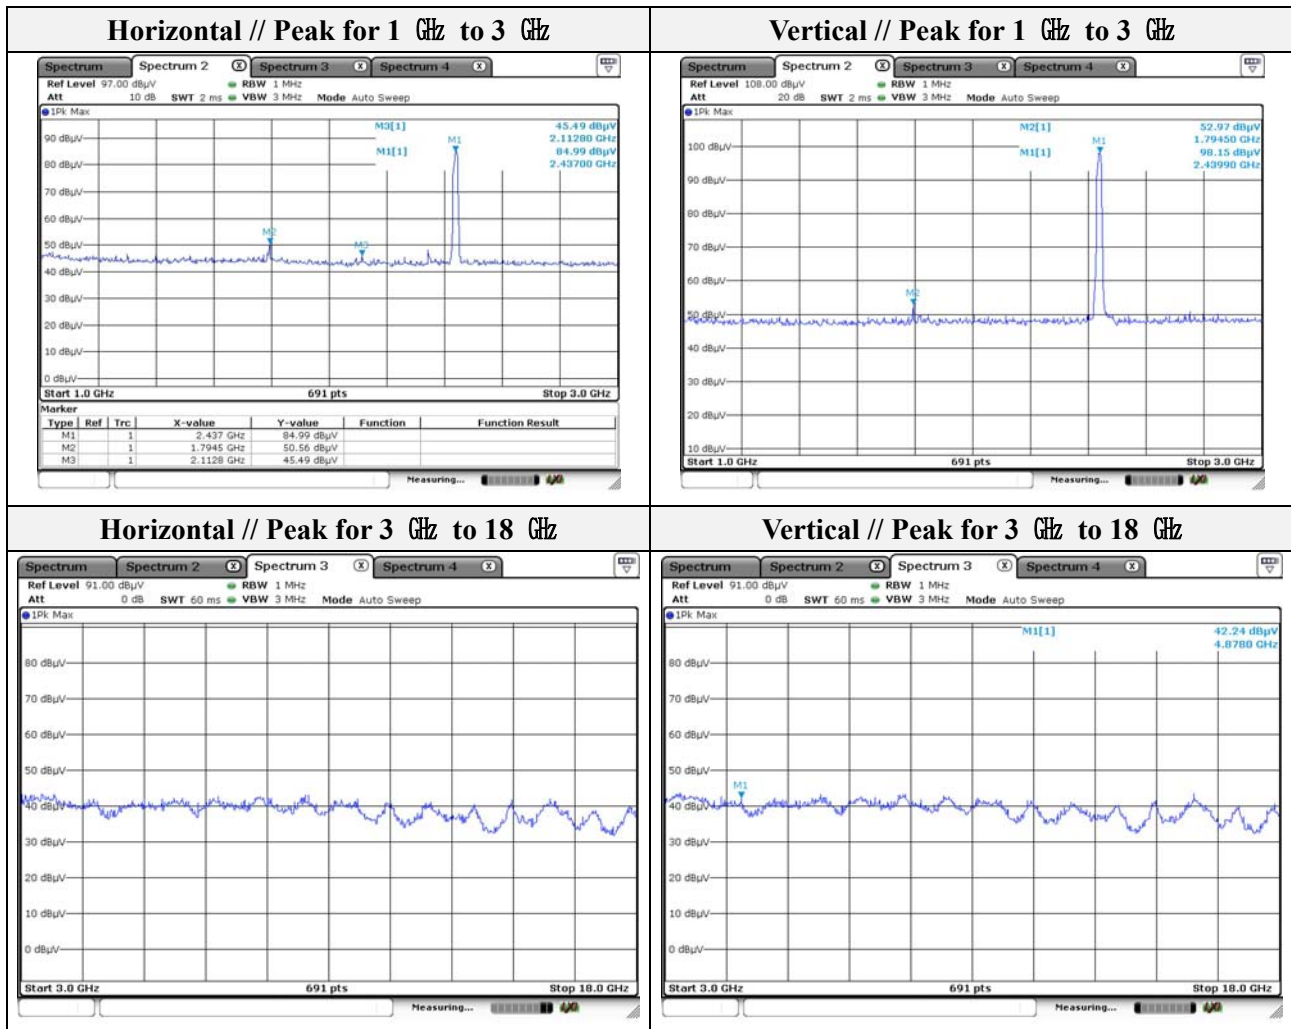 Horizontal // Peak for 1 ㎓ to 3 ㎓
Vertical // Peak for 1 ㎓ to 3 ㎓
Spectrum Spectrum 2 X Spectrum 3 X Spectrum 4 X
Ref Level 97.00 dBµV RBW 1 MHz
Att 10 dB SWT 2 ms VBW 3 MHz Mode Auto Sweep
1Pk Max
M3[1] 45.49 dBµV
2.11280 GHz
M1[1] 84.99 dBµV
2.43700 GHz
M1
M2
M3
90 dBµV
80 dBµV
70 dBµV
60 dBµV
50 dBµV
40 dBµV
30 dBµV
20 dBµV
10 dBµV
0 dBµV
Start 1.0 GHz 691 pts Stop 3.0 GHz
Marker
Type Ref Trc X-value Y-value Function Function Result
M1 1 2.437 GHz 84.99 dBµV
M2 1 1.7945 GHz 50.56 dBµV
M3 1 2.1128 GHz 45.49 dBµV
Measuring...
Spectrum Spectrum 2 X Spectrum 3 X Spectrum 4 X
Ref Level 108.00 dBµV RBW 1 MHz
Att 20 dB SWT 2 ms VBW 3 MHz Mode Auto Sweep
1Pk Max
M2[1] 52.97 dBµV
1.79450 GHz
M1[1] 98.15 dBµV
2.43990 GHz
M1
M2
100 dBµV
90 dBµV
80 dBµV
70 dBµV
60 dBµV
50 dBµV
40 dBµV
30 dBµV
20 dBµV
10 dBµV
Start 1.0 GHz 691 pts Stop 3.0 GHz
Measuring...
Horizontal // Peak for 3 ㎓ to 18 ㎓
Vertical // Peak for 3 ㎓ to 18 ㎓
Spectrum Spectrum 2 X Spectrum 3 X Spectrum 4 X
Ref Level 91.00 dBµV RBW 1 MHz
Att 0 dB SWT 60 ms VBW 3 MHz Mode Auto Sweep
1Pk Max
80 dBµV
70 dBµV
60 dBµV
50 dBµV
40 dBµV
30 dBµV
20 dBµV
10 dBµV
0 dBµV
Start 3.0 GHz 691 pts Stop 18.0 GHz
Measuring...
Spectrum Spectrum 2 X Spectrum 3 X Spectrum 4 X
Ref Level 91.00 dBµV RBW 1 MHz
Att 0 dB SWT 60 ms VBW 3 MHz Mode Auto Sweep
1Pk Max
M1[1] 42.24 dBµV
4.8780 GHz
M1
80 dBµV
70 dBµV
60 dBµV
50 dBµV
40 dBµV
30 dBµV
20 dBµV
10 dBµV
0 dBµV
Start 3.0 GHz 691 pts Stop 18.0 GHz
Measuring...